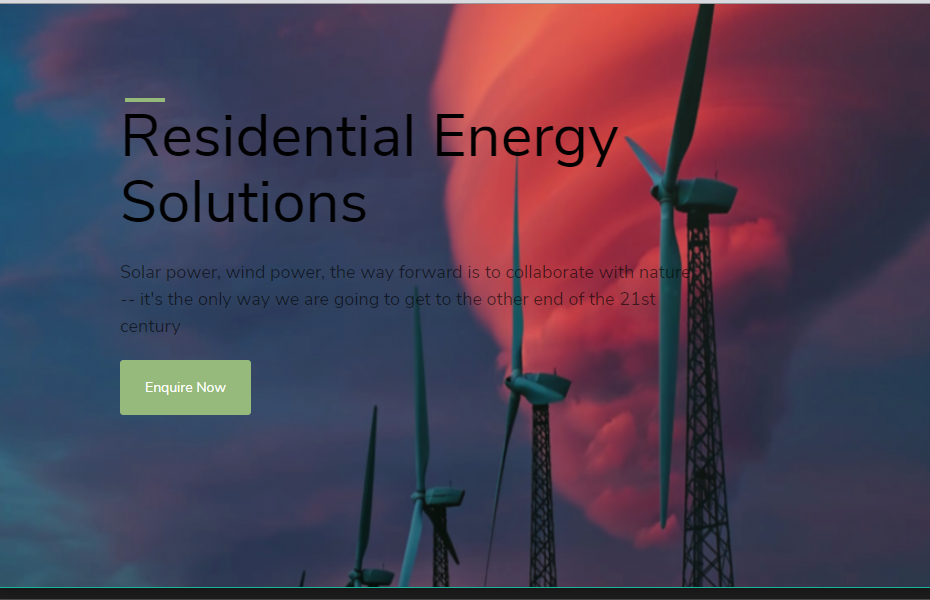 Residential Energy
Solutions
Solar power, wind power, the way forward is to collaborate with nature
-- it's the only way we are going to get to the other end of the 21st
century
Enquire Now